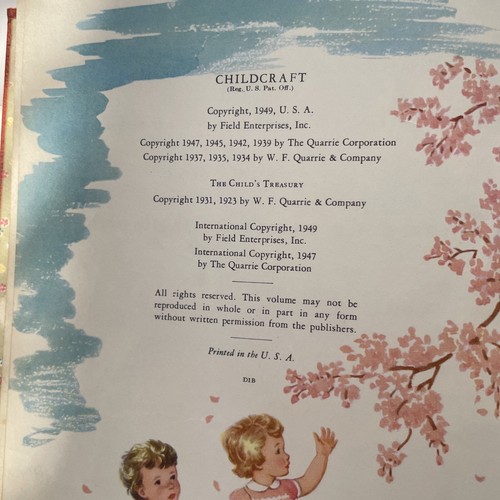 CHILDCRAFT
(Reg. U. S. Pat. Off.)
Copyright, 1949, U. S. A.
by Field Enterprises, Inc.
Copyright 1947, 1945, 1942, 1939 by The Quarrie Corporation
Copyright 1937, 1935, 1934 by W. F. Quarrie & Company
The Child's Treasury
Copyright 1931, 1923 by W. F. Quarrie & Company
International Copyright, 1949
by Field Enterprises, Inc.
International Copyright, 1947
by The Quarrie Corporation
All rights reserved. This volume may not be
reproduced in whole or in part in any form
without written permission from the publishers.
Printed in the U. S. A.
DIB